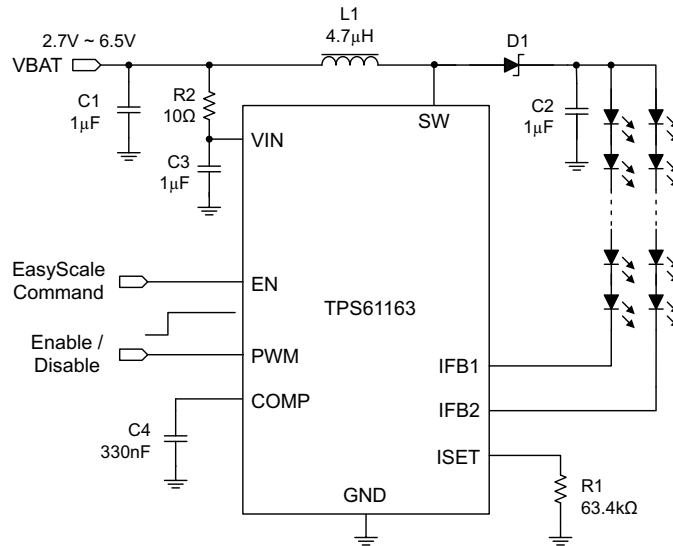 L1
4.7μH
2.7V ~ 6.5V
VBAT
D1
C1
1μF
R2
10Ω
C2
1μF
SW
VIN
C3
1μF
EasyScale
Command
EN
TPS61163
Enable /
Disable
PWM
IFB1
COMP
IFB2
C4
330nF
ISET
R1
63.4kΩ
GND